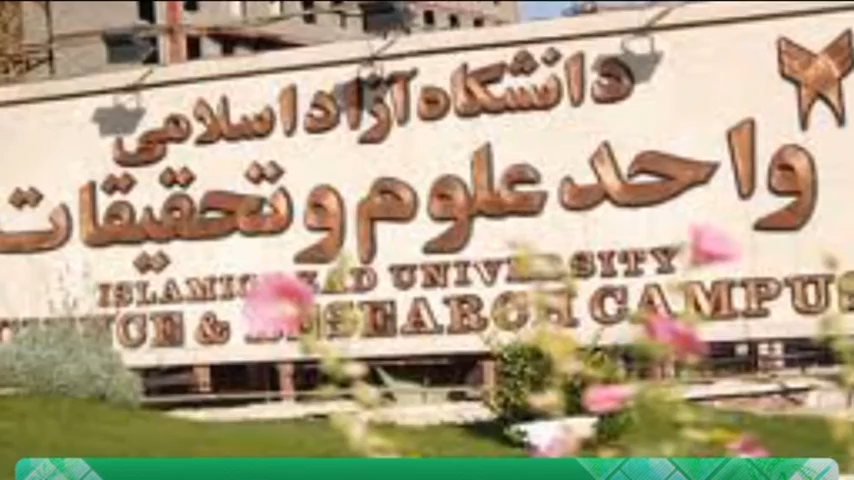 دانشگاه آزاد اسلامی
واحد علوم و تحقیقات
ISLAMIC UNIVERSITY
& RESEARCH CAMPUS